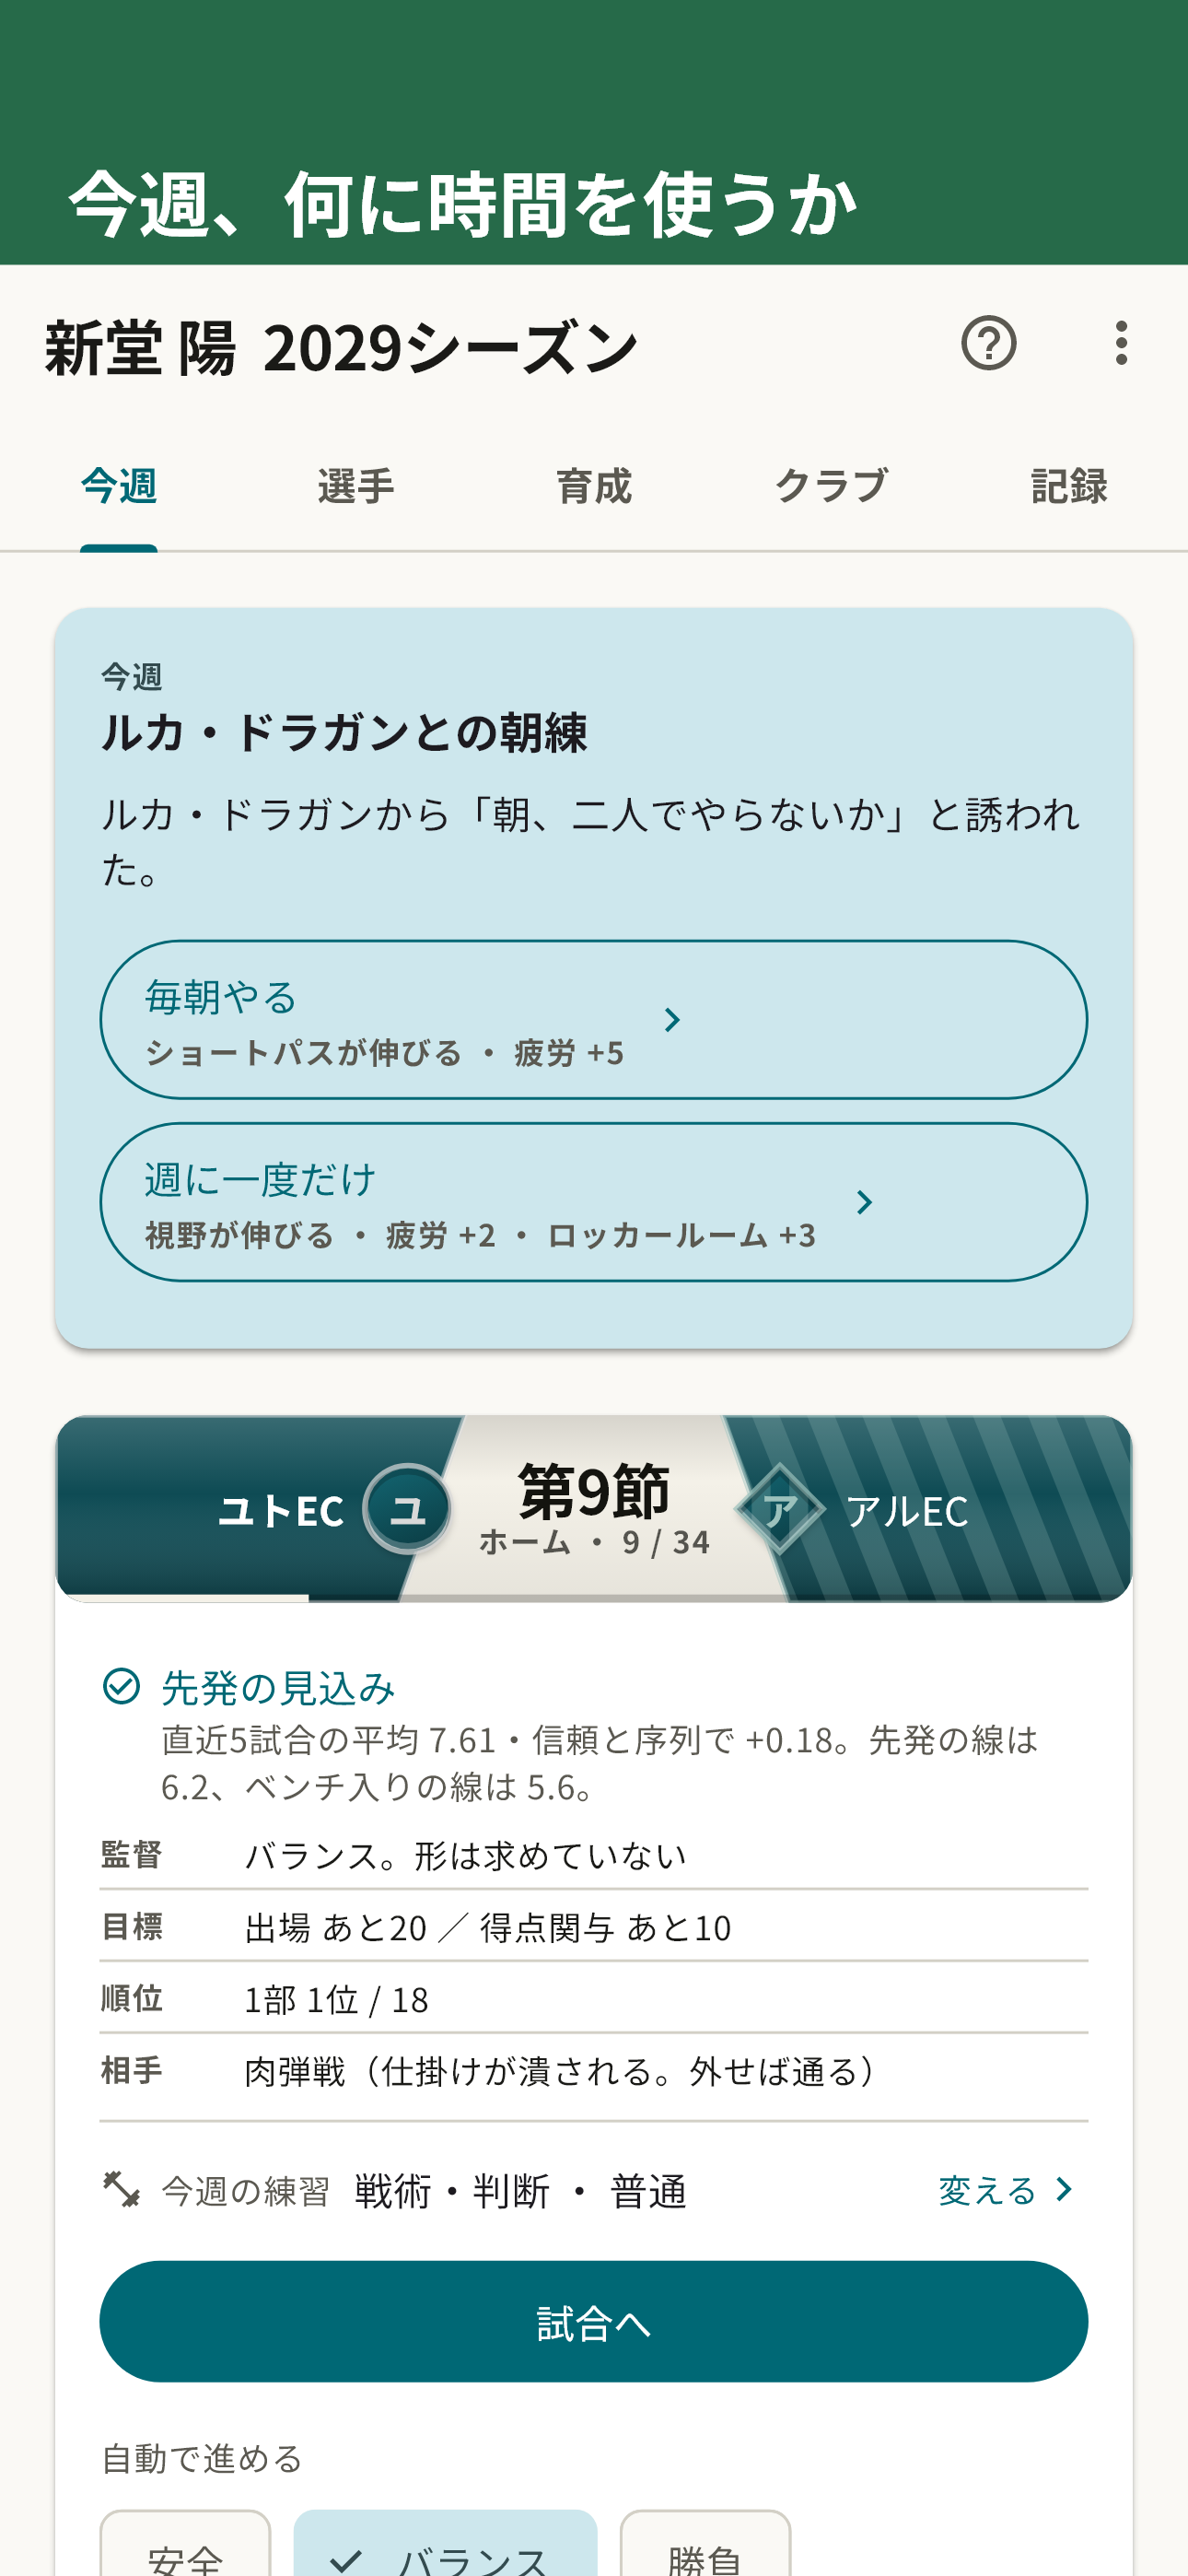 今週、何に時間を使うか
新堂 陽 2029シーズン
今週 選手 育成 クラブ 記録
今週
ルカ・ドラガンとの朝練
ルカ・ドラガンから「朝、二人でやらないか」と誘われ
た。
毎朝やる
ショートパスが伸びる ・ 疲労 +5
週に一度だけ
視野が伸びる ・ 疲労 +2 ・ ロッカールーム +3
ユトEC ユ 第9節 ア アルEC
ホーム ・ 9 / 34
先発の見込み
直近5試合の平均 7.61・信頼と序列で +0.18。先発の線は
6.2、ベンチ入りの線は 5.6。
監督 バランス。形は求めていない
目標 出場 あと20 ／ 得点関与 あと10
順位 1部 1位 / 18
相手 肉弾戦（仕掛けが潰される。外せば通る）
今週の練習 戦術・判断 ・ 普通 変える
試合へ
自動で進める
安全 バランス 勝負